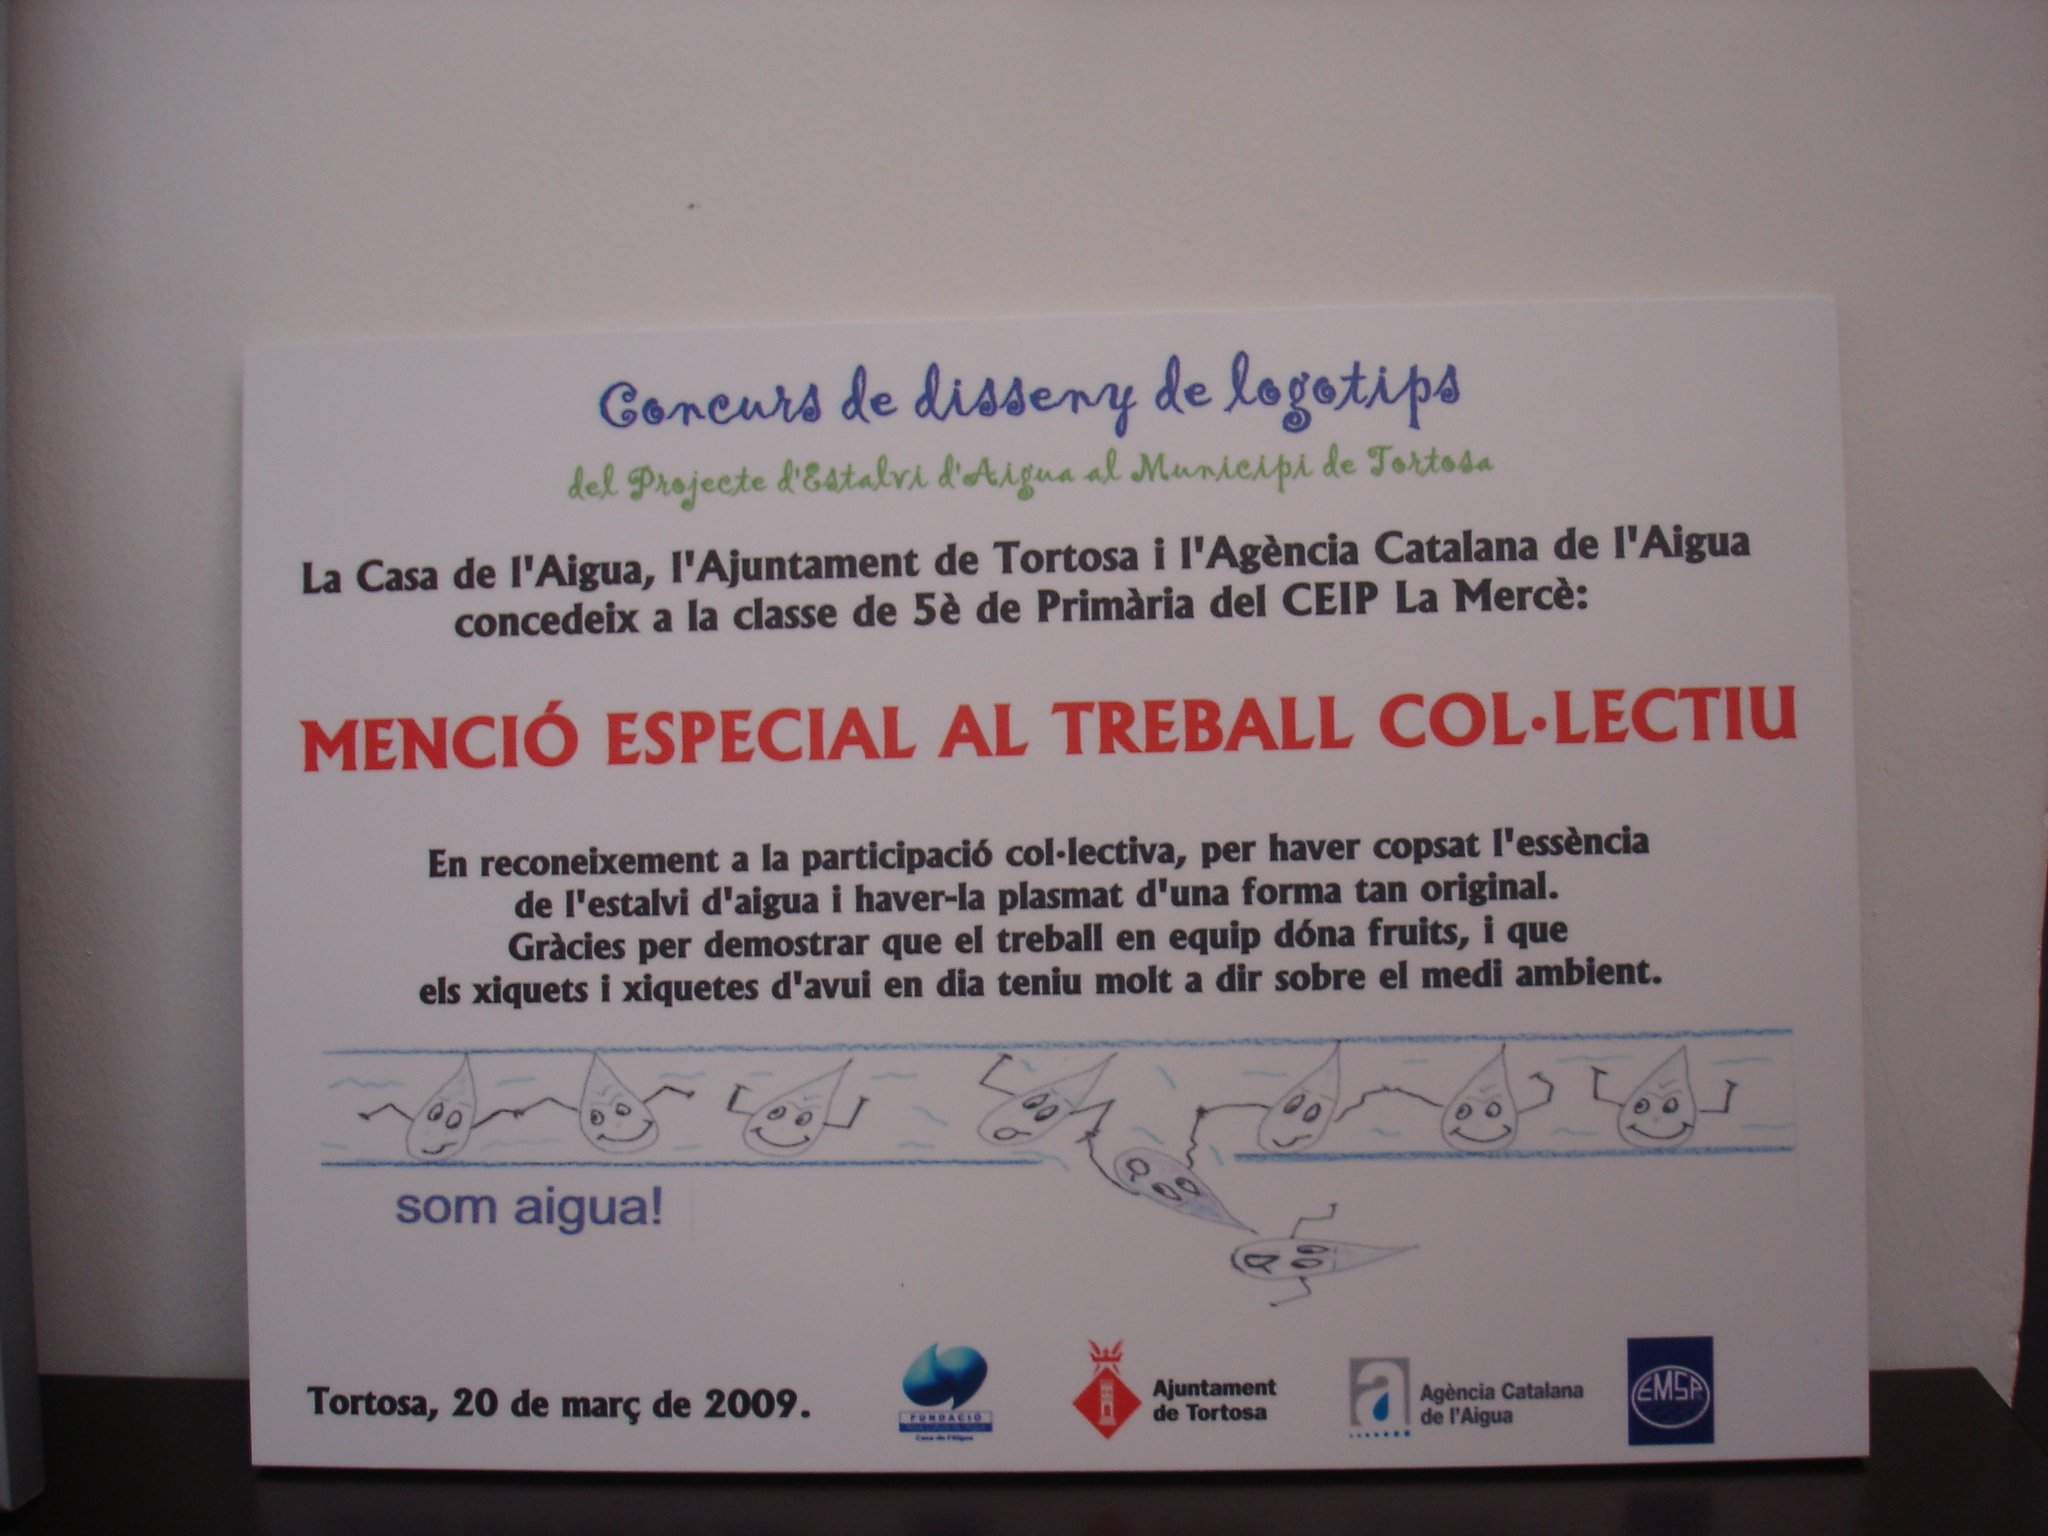 Concurs de disseny de logotips
del Projecte d'Estalvi d'Aigua al Municipi de Tortosa
La Casa de l'Aigua, l'Ajuntament de Tortosa i l'Agència Catalana de l'Aigua
concedeix a la classe de 5è de Primària del CEIP La Mercè:
MENCIÓ ESPECIAL AL TREBALL COL·LECTIU
En reconeixement a la participació col·lectiva, per haver copsat l'essència
de l'estalvi d'aigua i haver-la plasmat d'una forma tan original.
Gràcies per demostrar que el treball en equip dóna fruits, i que
els xiquets i xiquetes d'avui en dia teniu molt a dir sobre el medi ambient.
som aigua!
Tortosa, 20 de març de 2009.
FUNDACIÓ
Casa de l'Aigua
Ajuntament
de Tortosa
Agència Catalana
de l'Aigua
EMSP